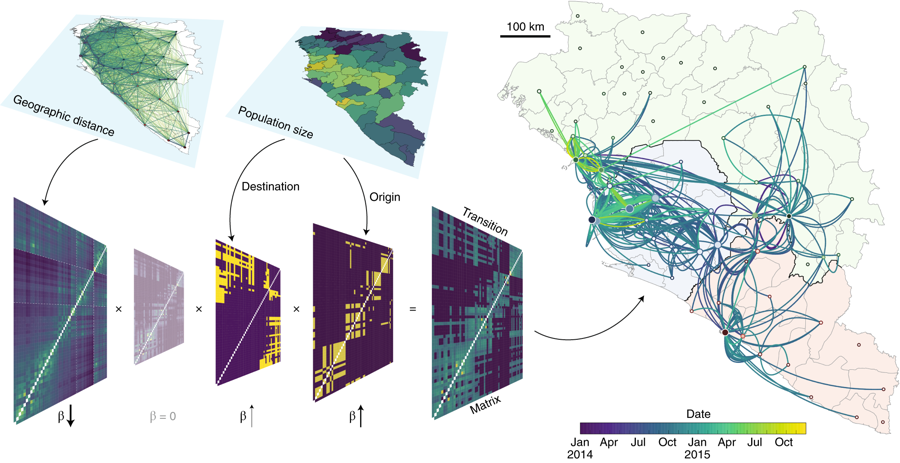 100 km
Geographic distance
Population size
Destination
Origin
Transition
× × × =
Matrix
β β = 0 β β
Date
Jan Apr Jul Oct Jan Apr Jul Oct
2014 2015